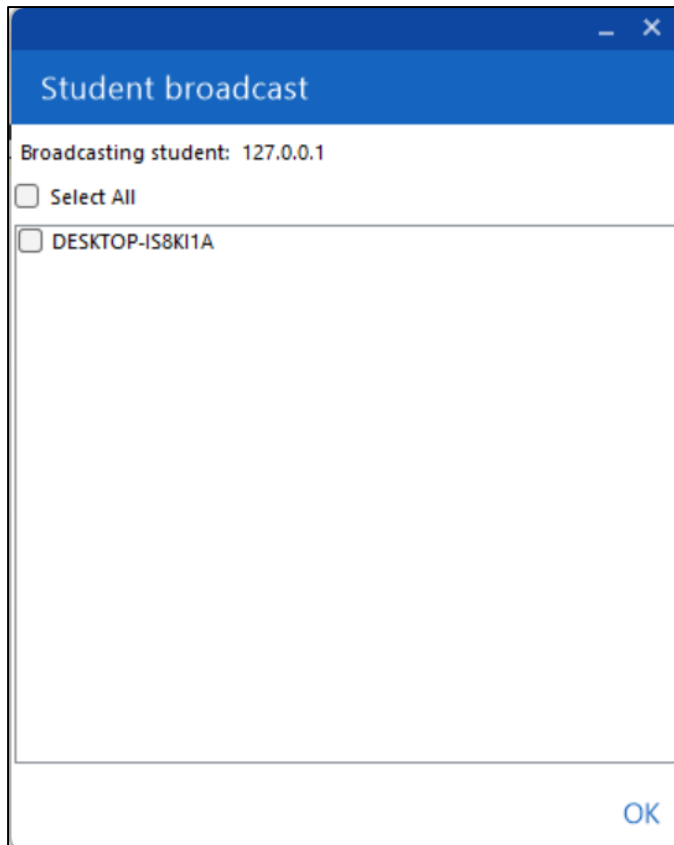 Student broadcast
Broadcasting student: 127.0.0.1
Select All
DESKTOP-IS8KI1A
OK